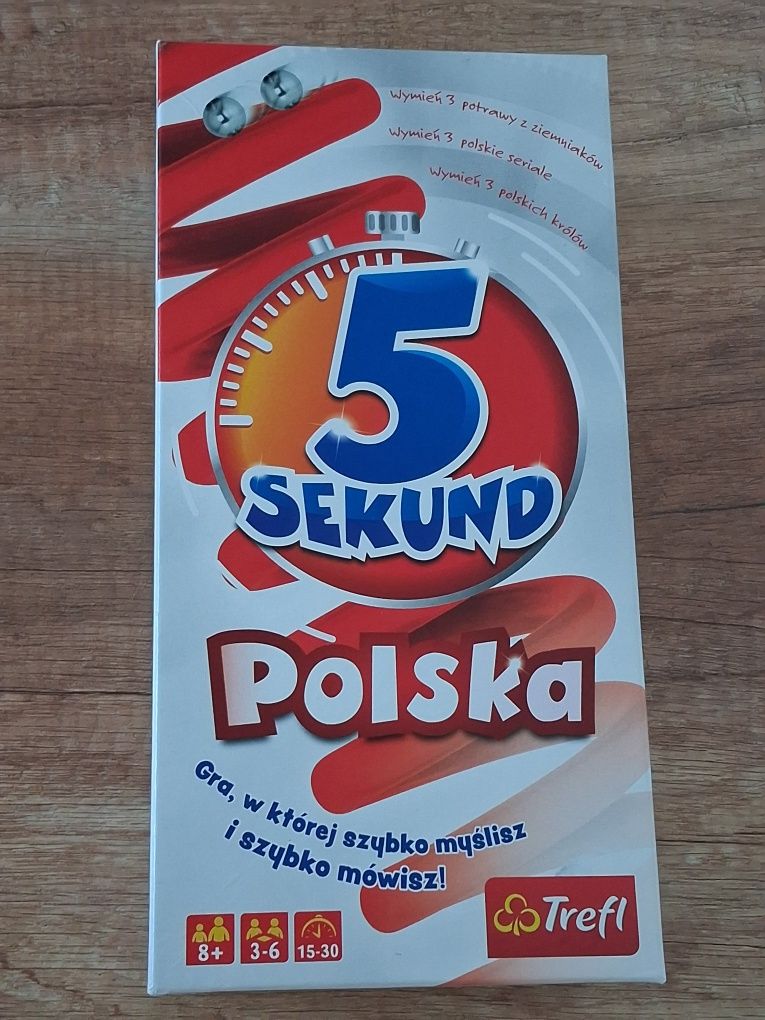 Wymień 3 potrawy z ziemniaków
Wymień 3 polskie seriale
Wymień 3 polskich królów
5
SEKUND
Polska
Gra, w której szybko myślisz
i szybko mówisz!
8+
3-6
15-30
Trefl